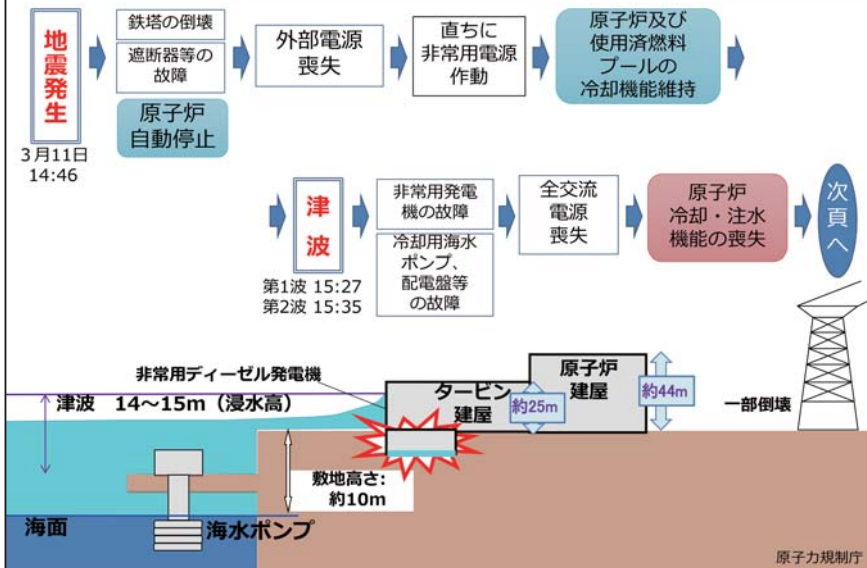 地震発生
3月11日
14:46
鉄塔の倒壊
遮断器等の
故障
原子炉
自動停止
外部電源
喪失
直ちに
非常用電源
作動
原子炉及び
使用済燃料
プールの
冷却機能維持
津波
第1波 15:27
第2波 15:35
非常用発電
機の故障
冷却用海水
ポンプ、
配電盤等
の故障
全交流
電源
喪失
原子炉
冷却・注水
機能の喪失
次頁へ
非常用ディーゼル発電機
津波 14~15m(浸水高)
タービン
建屋
約25m
原子炉
建屋
約44m
一部倒壊
敷地高さ:
約10m
海面
海水ポンプ
原子力規制庁